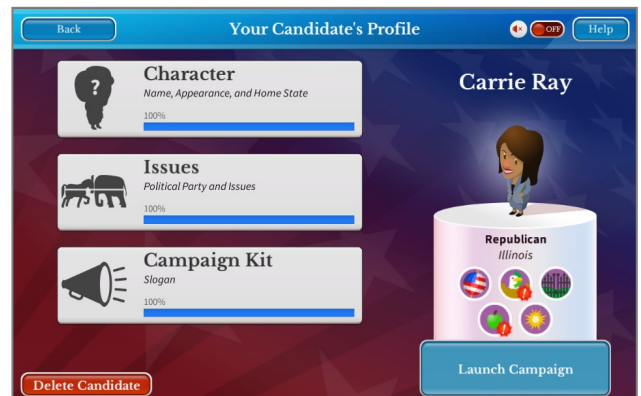 Back
Your Candidate's Profile
OFF
Help
Character
Name, Appearance, and Home State
100%
Issues
Political Party and Issues
100%
Campaign Kit
Slogan
100%
Carrie Ray
Republican
Illinois
Launch Campaign
Delete Candidate